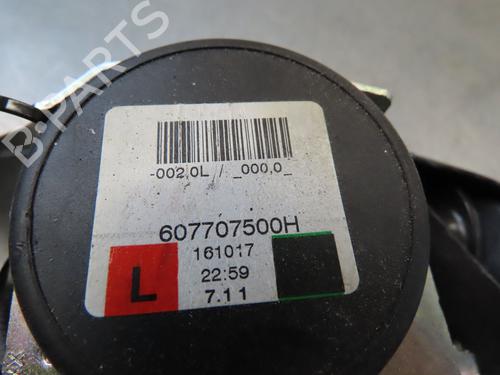 B-PARTS
-002,0L / _000,0_
607707500H
161017
L
22:59
7.11